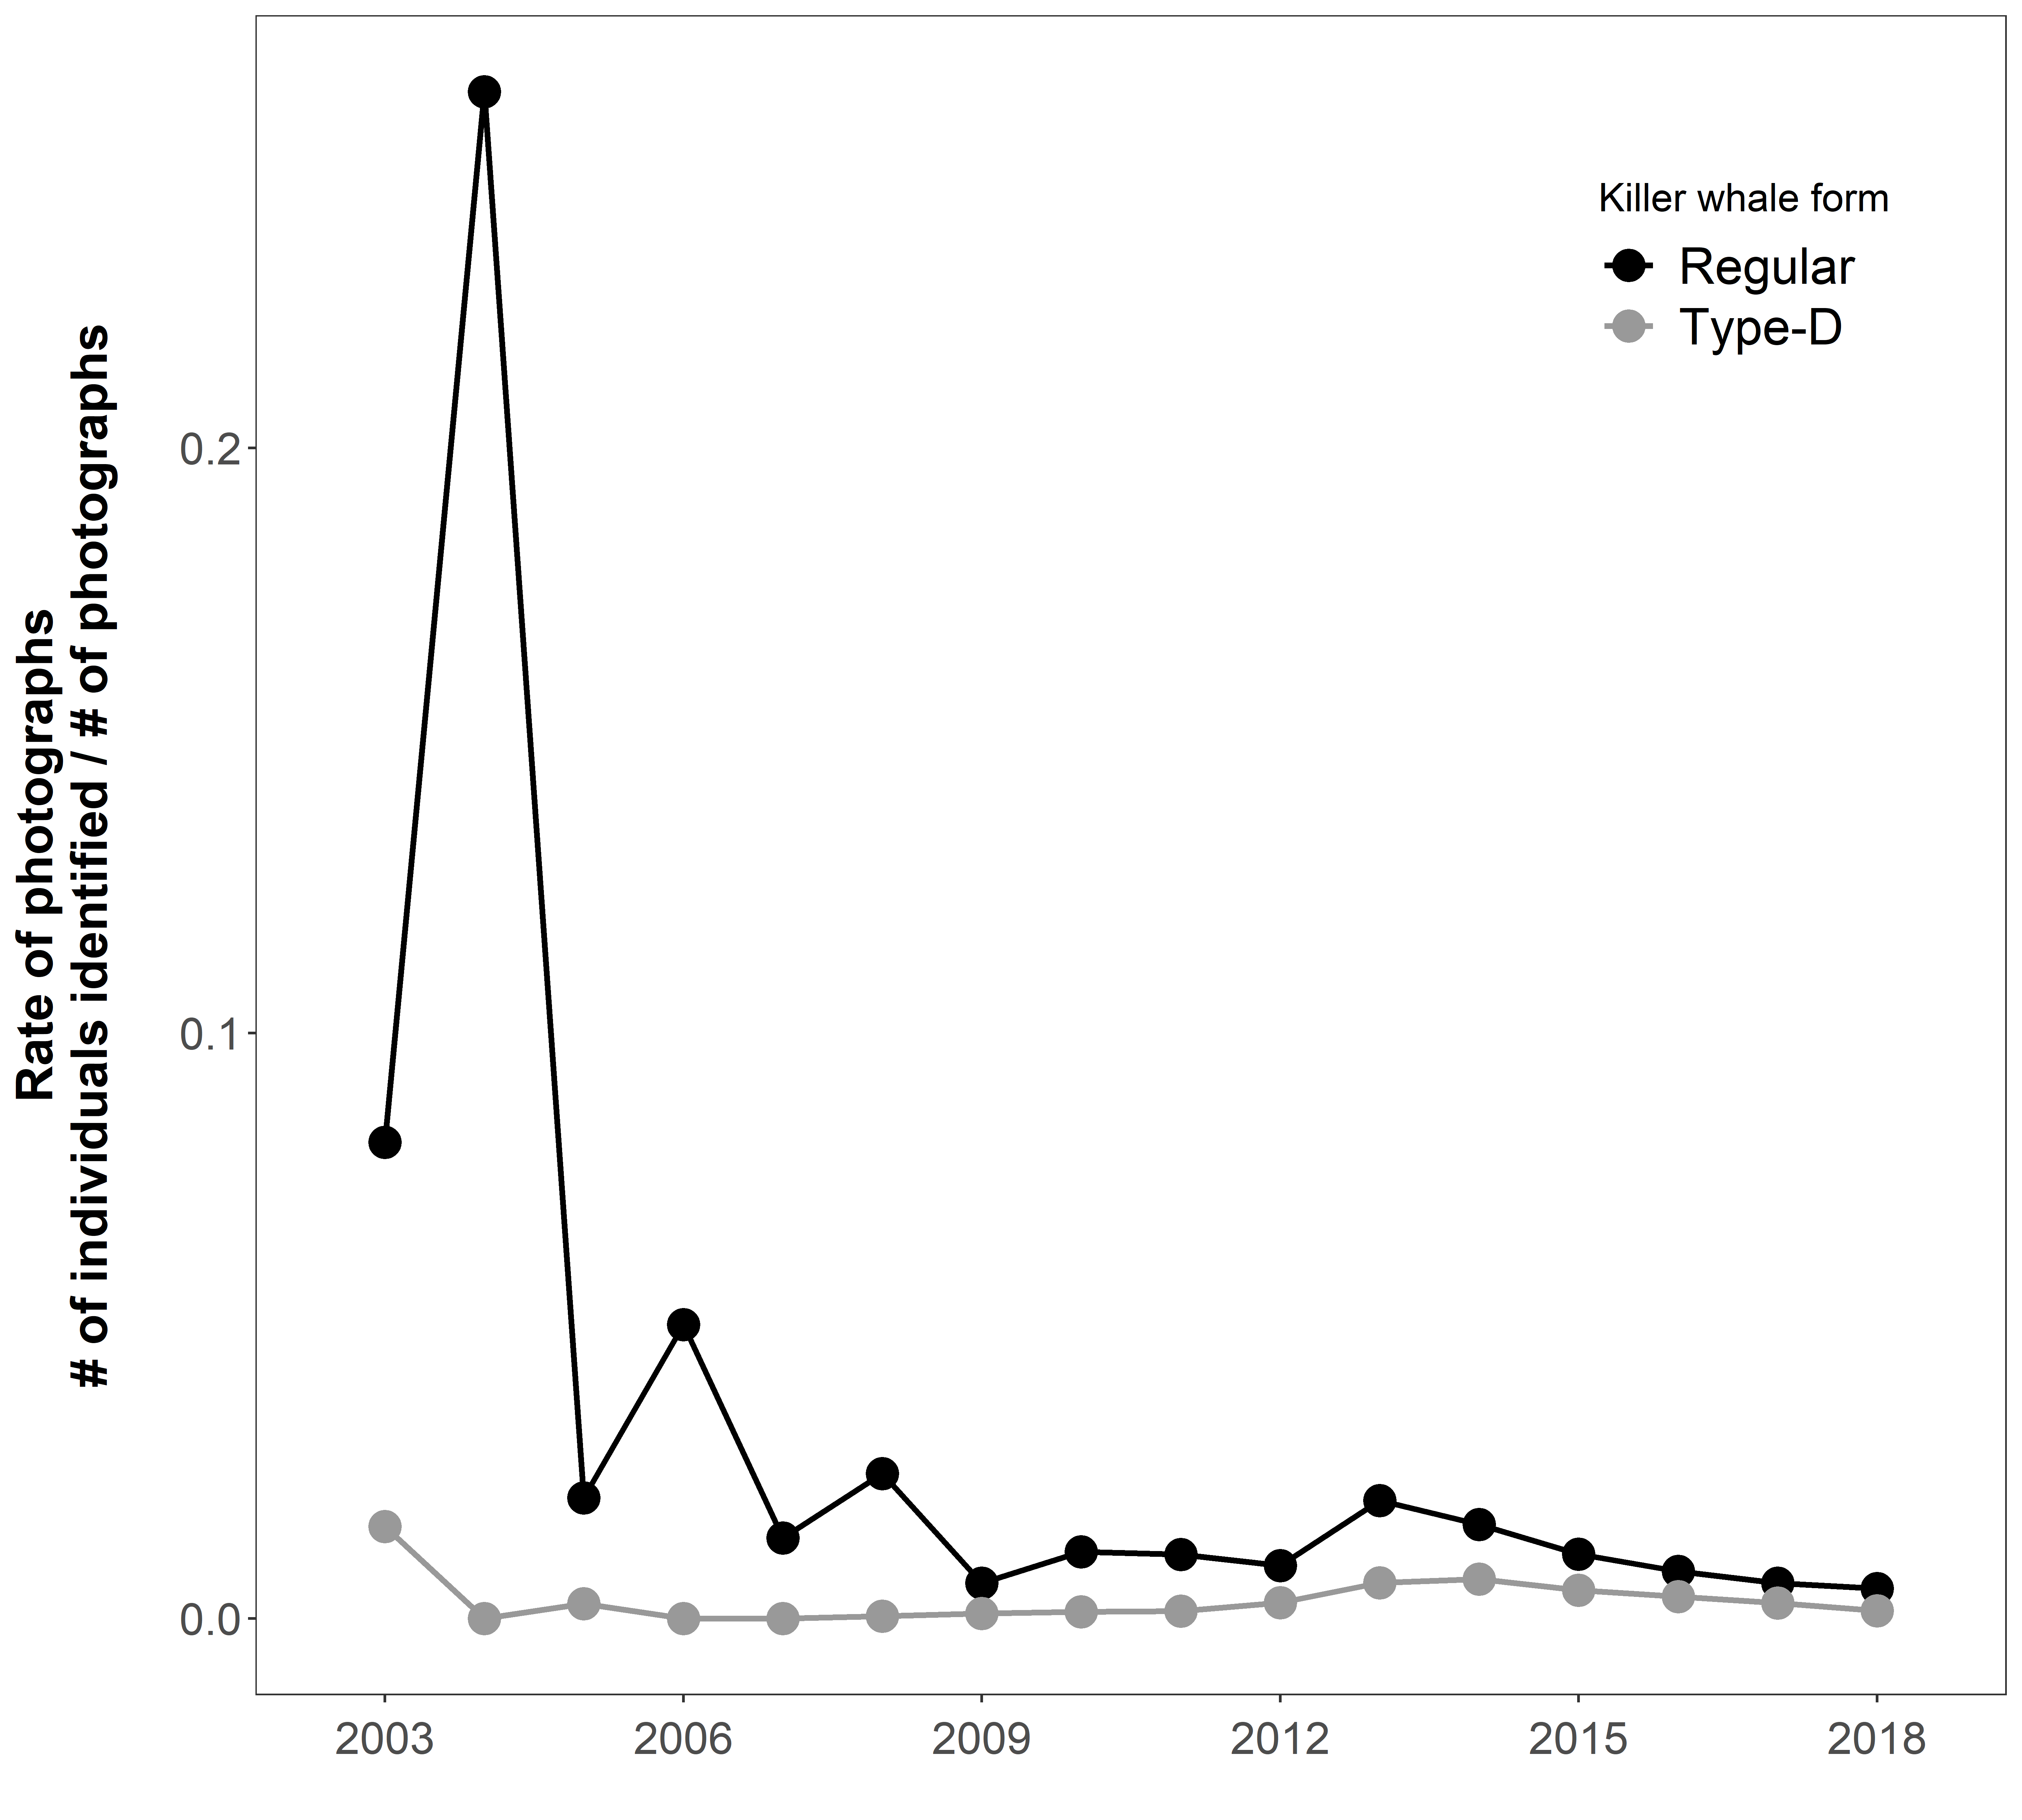 Rate of photographs
# of individuals identified / # of photographs
Killer whale form
Regular
Type-D
0.2
0.1
0.0
2003 2006 2009 2012 2015 2018